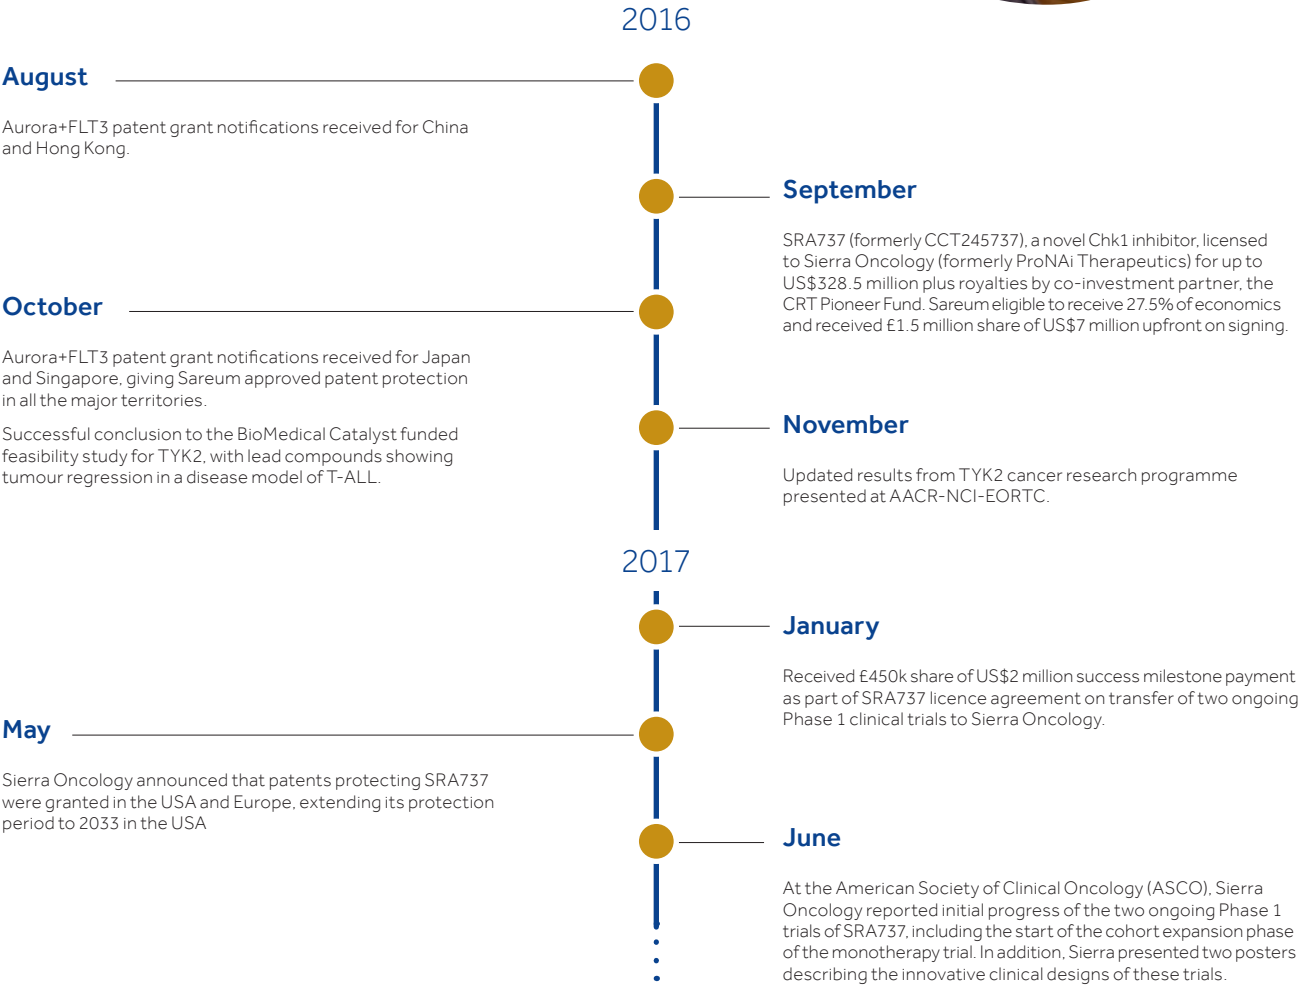 2016
August
Aurora+FLT3 patent grant notifications received for China
and Hong Kong.
September
SRA737 (formerly CCT245737), a novel Chk1 inhibitor, licensed
to Sierra Oncology (formerly ProNAi Therapeutics) for up to
US$328.5 million plus royalties by co-investment partner, the
CRT Pioneer Fund. Sareum eligible to receive 27.5% of economics
and received £1.5 million share of US$7 million upfront on signing.
October
Aurora+FLT3 patent grant notifications received for Japan
and Singapore, giving Sareum approved patent protection
in all the major territories.
Successful conclusion to the BioMedical Catalyst funded
feasibility study for TYK2, with lead compounds showing
tumour regression in a disease model of T-ALL.
November
Updated results from TYK2 cancer research programme
presented at AACR-NCI-EORTC.
2017
January
Received £450k share of US$2 million success milestone payment
as part of SRA737 licence agreement on transfer of two ongoing
Phase 1 clinical trials to Sierra Oncology.
May
Sierra Oncology announced that patents protecting SRA737
were granted in the USA and Europe, extending its protection
period to 2033 in the USA
June
At the American Society of Clinical Oncology (ASCO), Sierra
Oncology reported initial progress of the two ongoing Phase 1
trials of SRA737, including the start of the cohort expansion phase
of the monotherapy trial. In addition, Sierra presented two posters
describing the innovative clinical designs of these trials.